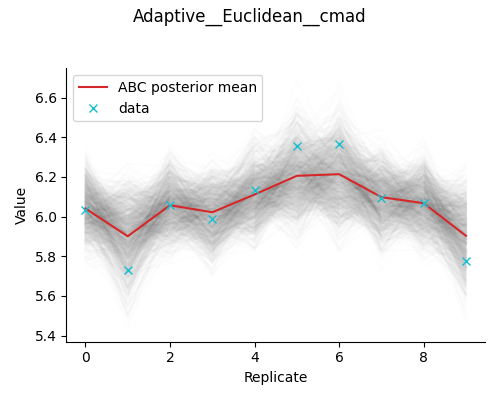 Adaptive__Euclidean__cmad
ABC posterior mean
data
6.6
6.4
6.2
6.0
5.8
5.6
5.4
Value
0
2
4
6
8
Replicate